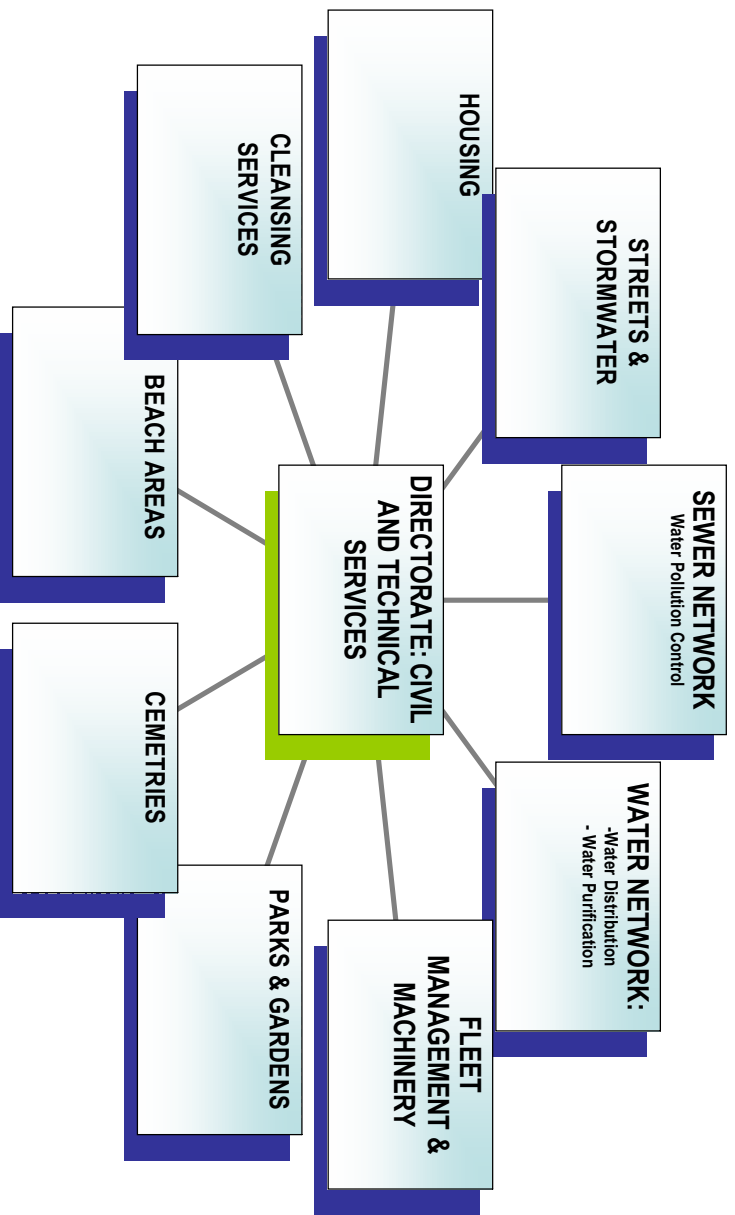 SEWER NETWORK
Water Pollution Control
STREETS &
STORMWATER
WATER NETWORK:
-Water Distribution
- Water Purification
HOUSING
FLEET
MANAGEMENT &
MACHINERY
DIRECTORATE: CIVIL
AND TECHNICAL
SERVICES
CLEANSING
SERVICES
PARKS & GARDENS
BEACH AREAS
CEMETRIES